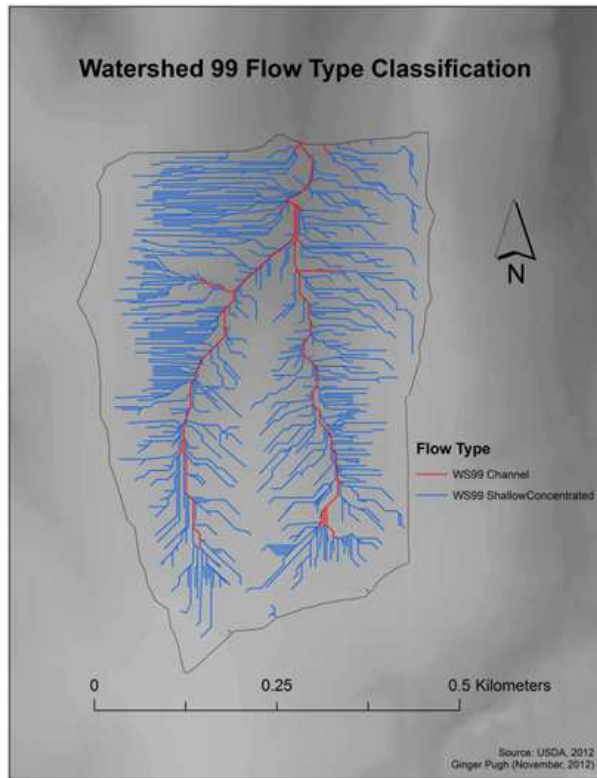 Watershed 99 Flow Type Classification
N
Flow Type
WS99 Channel
WS99 ShallowConcentrated
0 0.25 0.5 Kilometers
Source: USDA, 2012
Ginger Pugh (November, 2012)